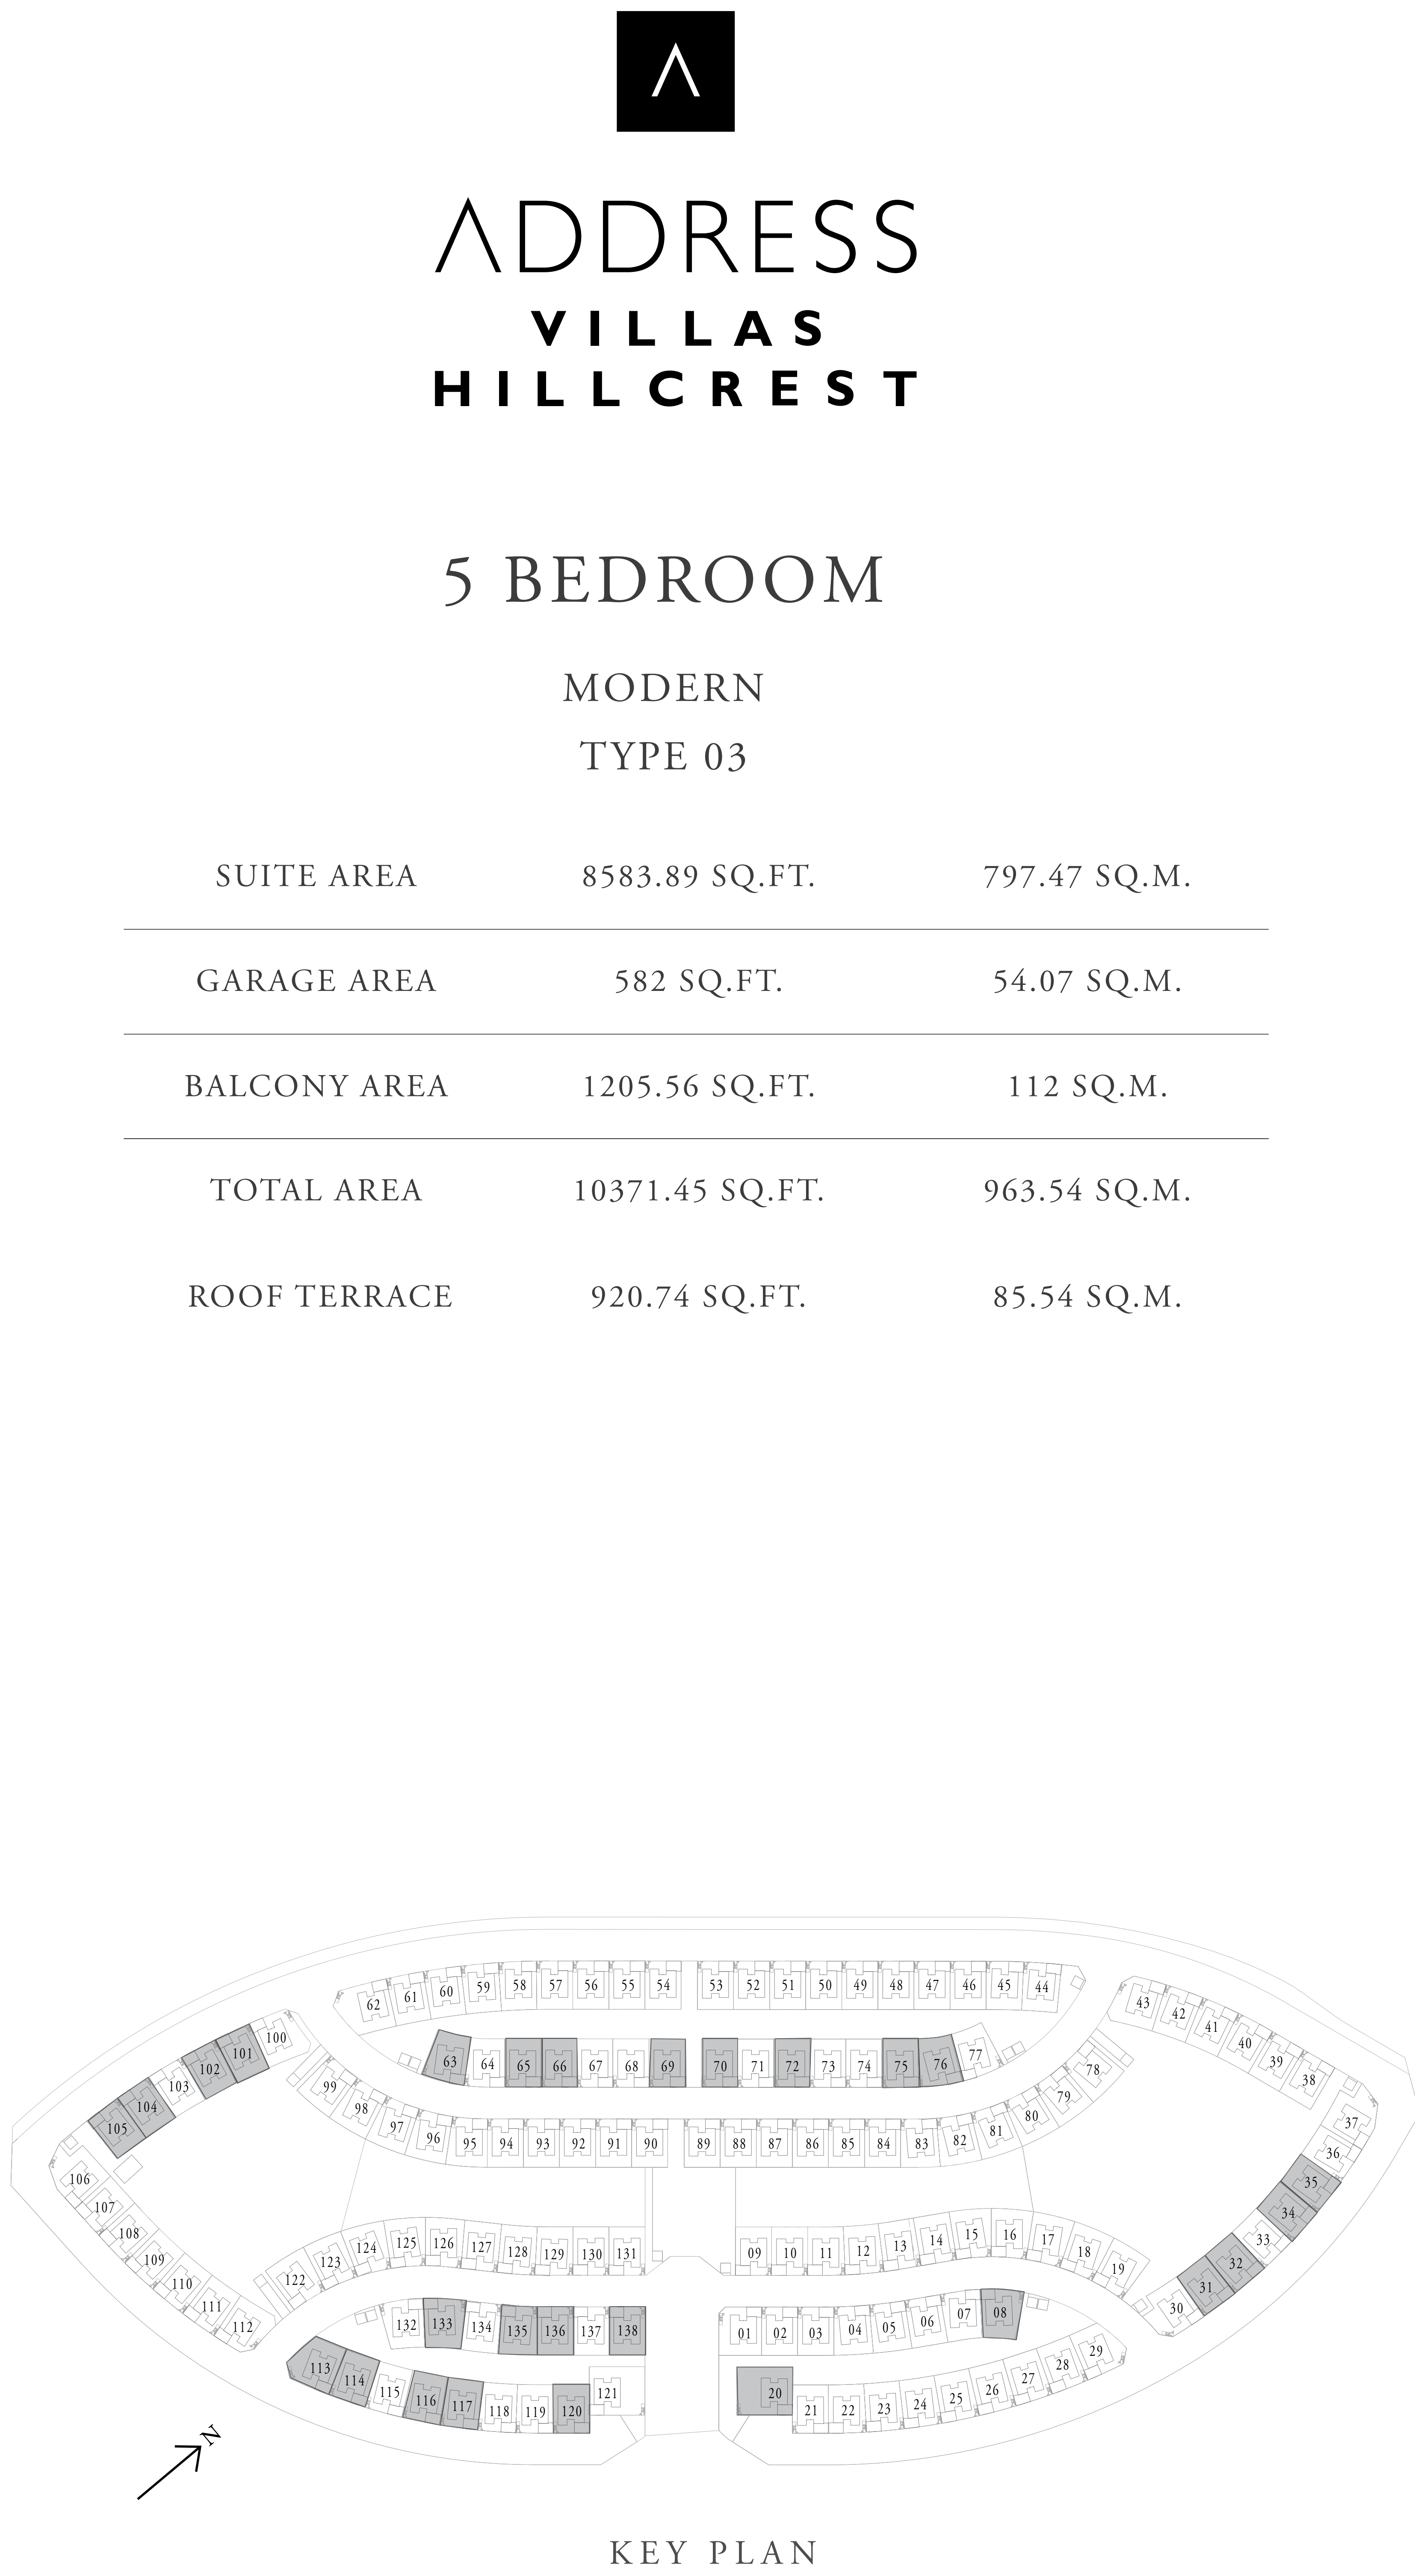 ADDRESS
VILLAS
HILLCREST
5 BEDROOM
MODERN
TYPE 03
SUITE AREA 8583.89 SQ.FT. 797.47 SQ.M.
GARAGE AREA 582 SQ.FT. 54.07 SQ.M.
BALCONY AREA 1205.56 SQ.FT. 112 SQ.M.
TOTAL AREA 10371.45 SQ.FT. 963.54 SQ.M.
ROOF TERRACE 920.74 SQ.FT. 85.54 SQ.M.
62 61 60 59 58 57 56 55 54 53 52 51 50 49 48 47 46 45 44
43 42 41 40 39 38
63 64 65 66 67 68 69 70 71 72 73 74 75 76 77
105 104 103 102 101 100
99 98 97 96 95 94 93 92 91 90 89 88 87 86 85 84 83 82 81 80 79 78
37 36 35 34 33 32 31 30
106 107 108 109 110 111 112
122 123 124 125 126 127 128 129 130 131 09 10 11 12 13 14 15 16 17 18 19
132 133 134 135 136 137 138 01 02 03 04 05 06 07 08
113 114 115 116 117 118 119 120 121 20 21 22 23 24 25 26 27 28 29
N
KEY PLAN